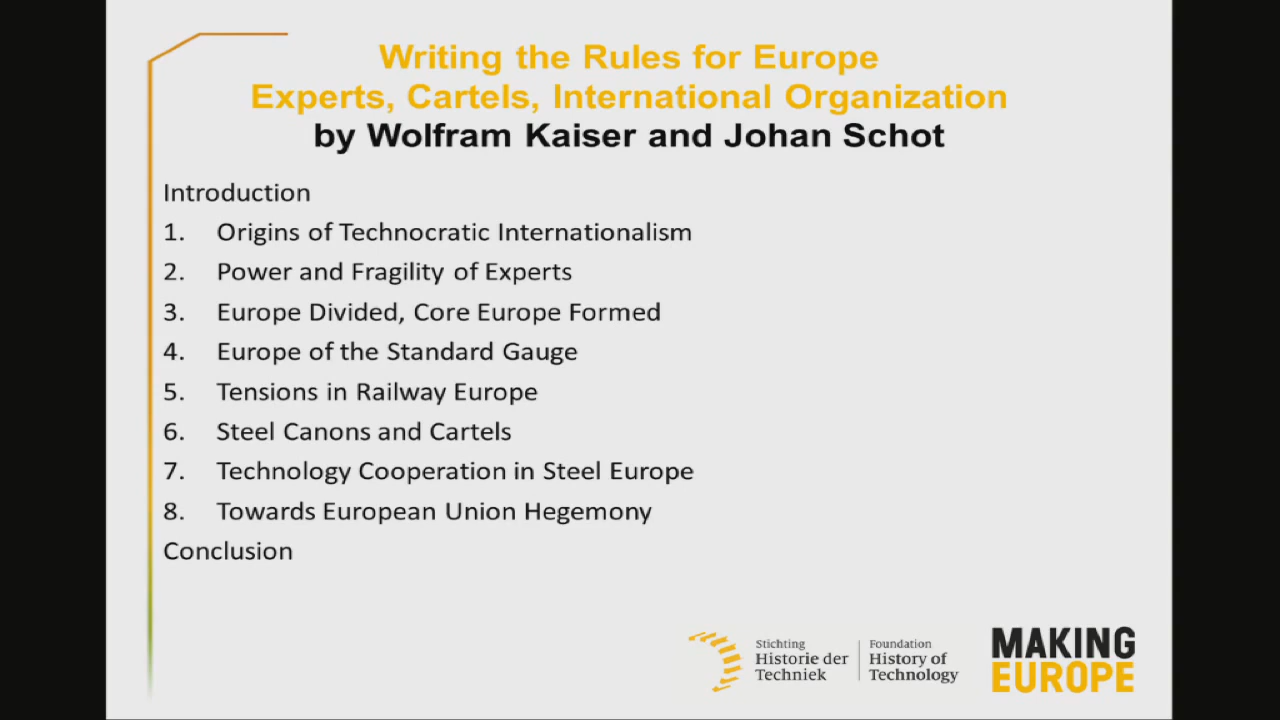 Writing the Rules for Europe
Experts, Cartels, International Organization
by Wolfram Kaiser and Johan Schot
Introduction
1. Origins of Technocratic Internationalism
2. Power and Fragility of Experts
3. Europe Divided, Core Europe Formed
4. Europe of the Standard Gauge
5. Tensions in Railway Europe
6. Steel Canons and Cartels
7. Technology Cooperation in Steel Europe
8. Towards European Union Hegemony
Conclusion
Stichting
Historie der
Techniek
Foundation
History of
Technology
MAKING
EUROPE